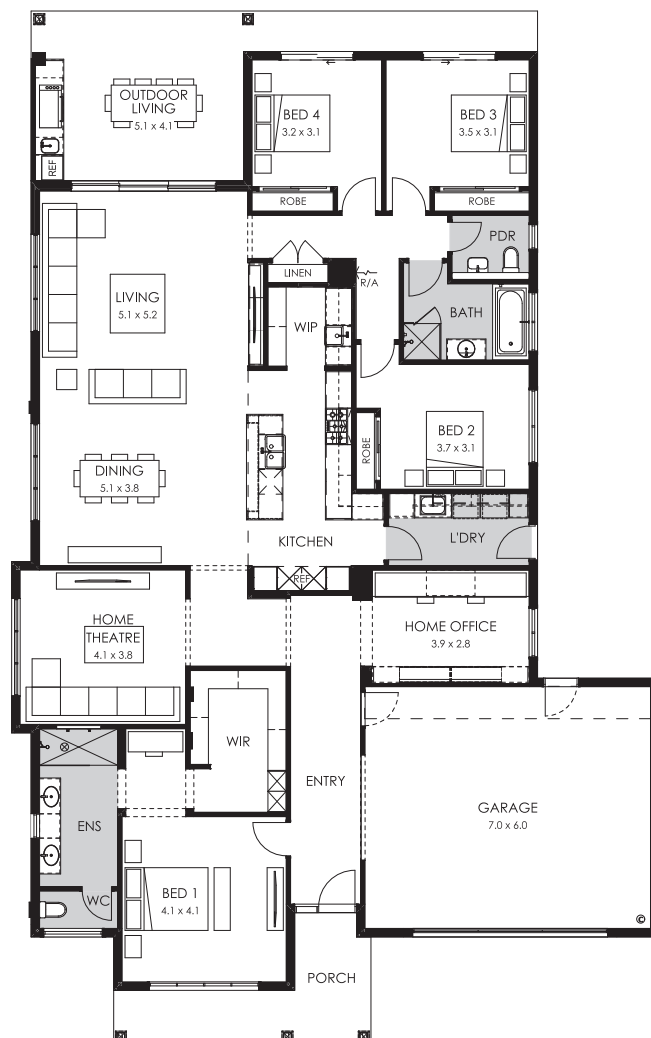 OUTDOOR
LIVING
5.1 x 4.1
REF
BED 4
3.2 x 3.1
BED 3
3.5 x 3.1
ROBE
ROBE
PDR
LINEN
R/A
LIVING
5.1 x 5.2
WIP
BATH
BED 2
3.7 x 3.1
ROBE
DINING
5.1 x 3.8
KITCHEN
L'DRY
REF
HOME
THEATRE
4.1 x 3.8
HOME OFFICE
3.9 x 2.8
WIR
ENTRY
GARAGE
7.0 x 6.0
ENS
WC
BED 1
4.1 x 4.1
PORCH
©